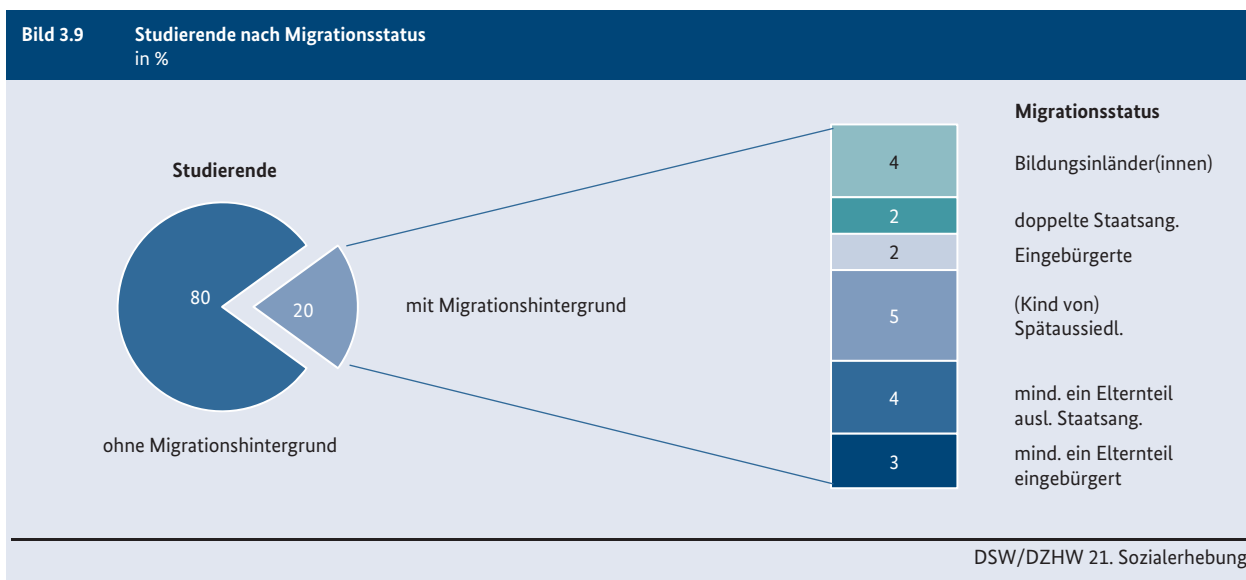 Bild 3.9 Studierende nach Migrationsstatus
in %
Studierende
80
20
ohne Migrationshintergrund
mit Migrationshintergrund
Migrationsstatus
4 Bildungsinländer(innen)
2 doppelte Staatsang.
2 Eingebürgerte
5 (Kind von)
Spätaussiedl.
4 mind. ein Elternteil
ausl. Staatsang.
3 mind. ein Elternteil
eingebürgert
DSW/DZHW 21. Sozialerhebung